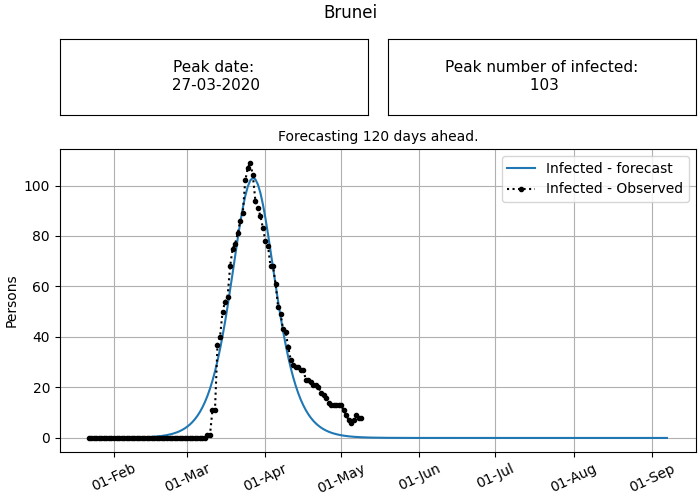 Brunei
Peak date:
27-03-2020
Peak number of infected:
103
Forecasting 120 days ahead.
Infected - forecast
Infected - Observed
Persons
100
80
60
40
20
0
01-Feb
01-Mar
01-Apr
01-May
01-Jun
01-Jul
01-Aug
01-Sep